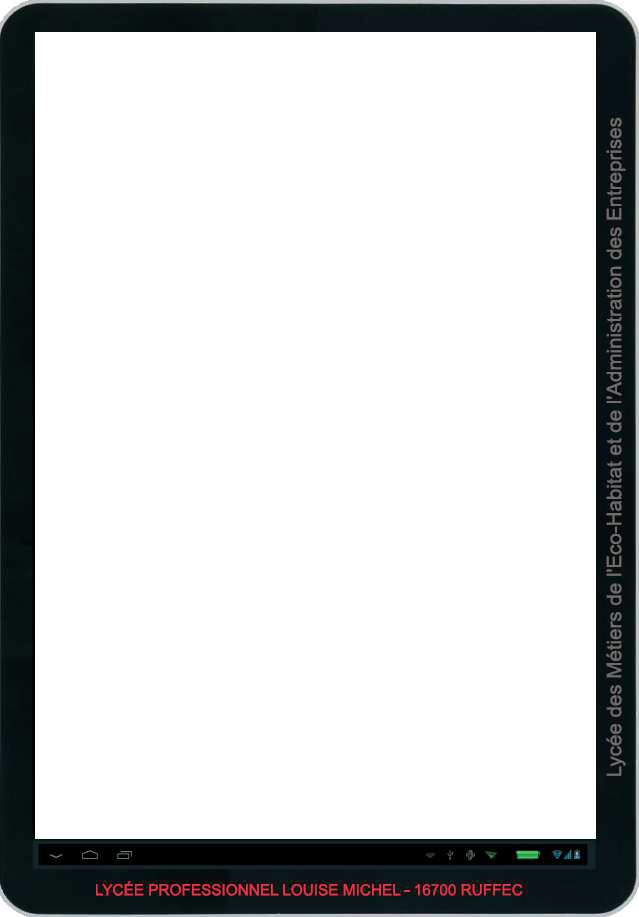 Lycée des Métiers de l'Eco-Habitat et de l'Administration des Entreprises
LYCÉE PROFESSIONNEL LOUISE MICHEL - 16700 RUFFEC